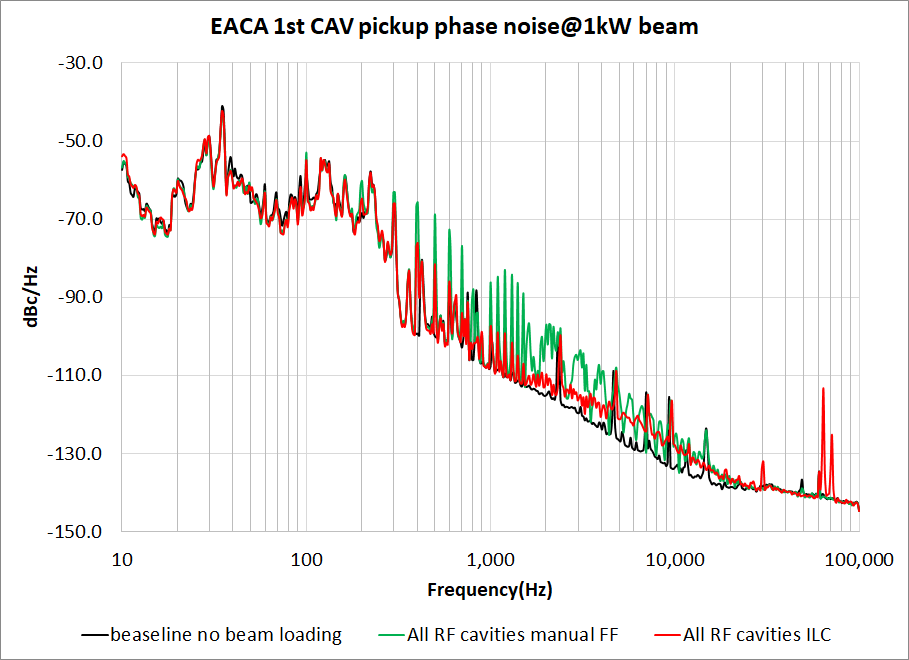 EACA 1st CAV pickup phase noise@1kW beam
-30.0
-50.0
-70.0
-90.0
-110.0
-130.0
-150.0
dBc/Hz
10 100 1,000 10,000 100,000
Frequency(Hz)
beaseline no beam loading All RF cavities manual FF All RF cavities ILC